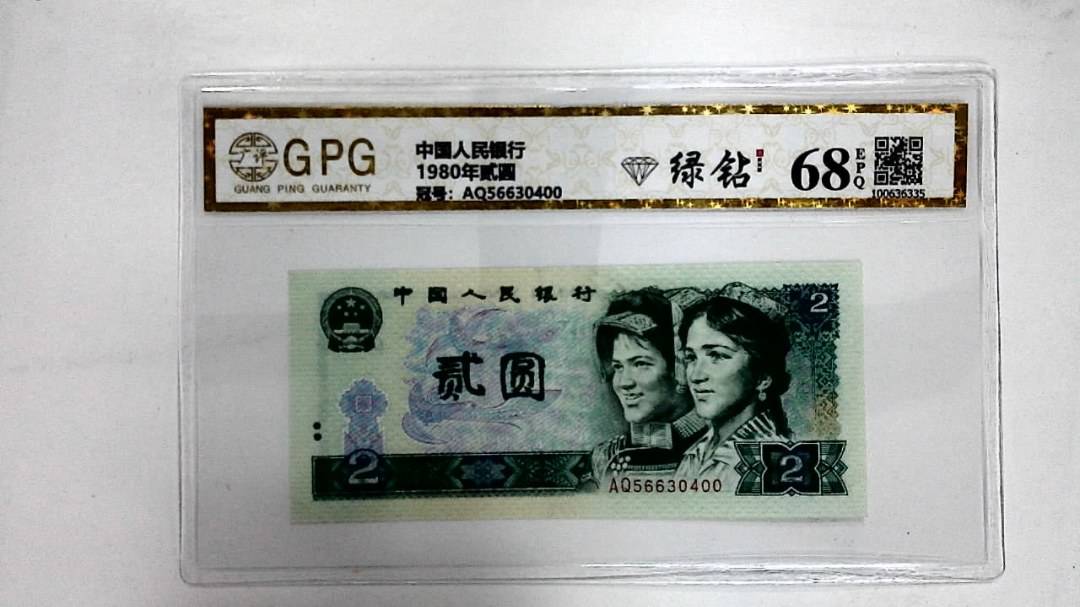 GPG
GUANG PING GUARANTY
中国人民银行
1980年贰圆
冠号：AQ56630400
绿钻
68
EPQ
100636335
中国人民银行
2
贰圆
2
AQ56630400
2